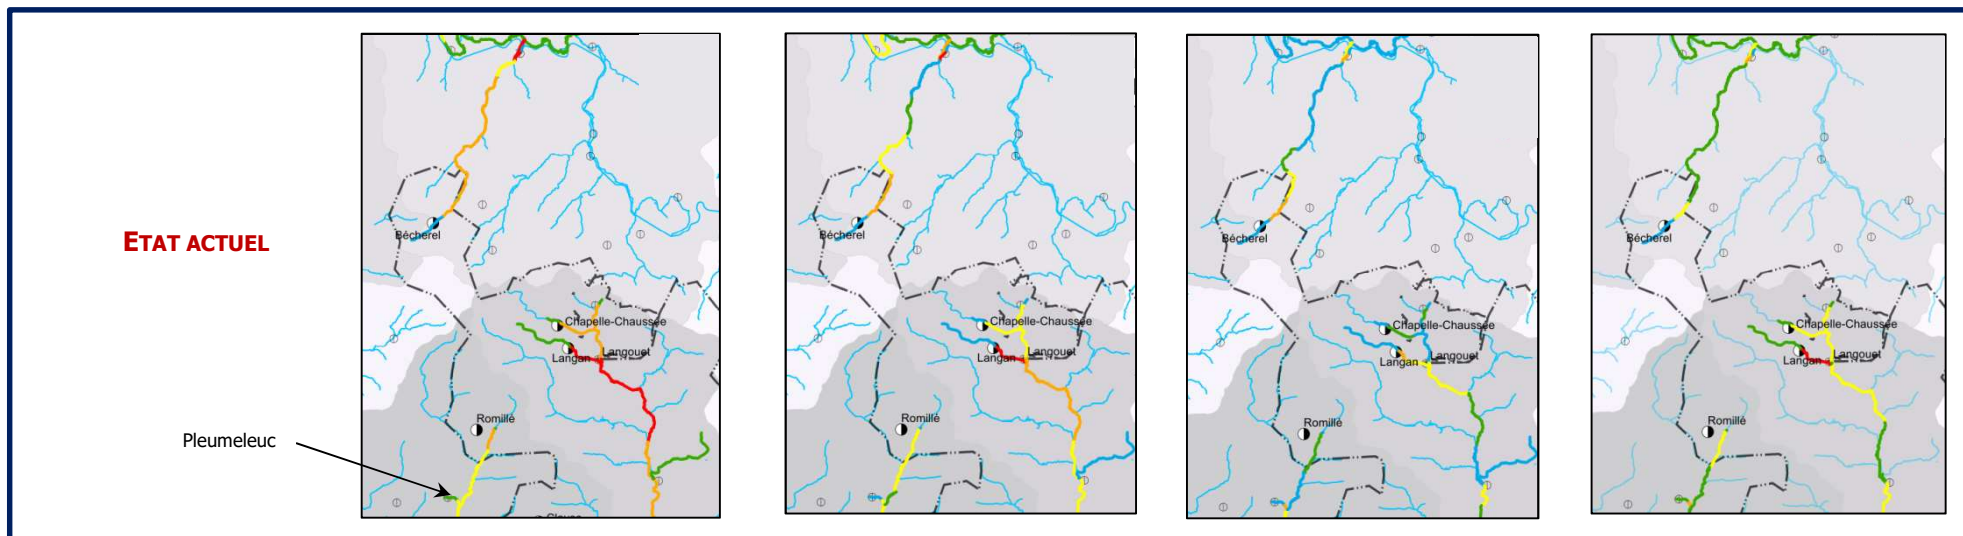 ETAT ACTUEL
Pleumeleuc
Bécherel
Chapelle-Chaussée
Langan
Langouet
Romillé
Bécherel
Chapelle-Chaussée
Langan
Langouet
Romillé
Bécherel
Chapelle-Chaussée
Langan
Langouet
Romillé
Bécherel
Chapelle-Chaussée
Langan
Langouet
Romillé